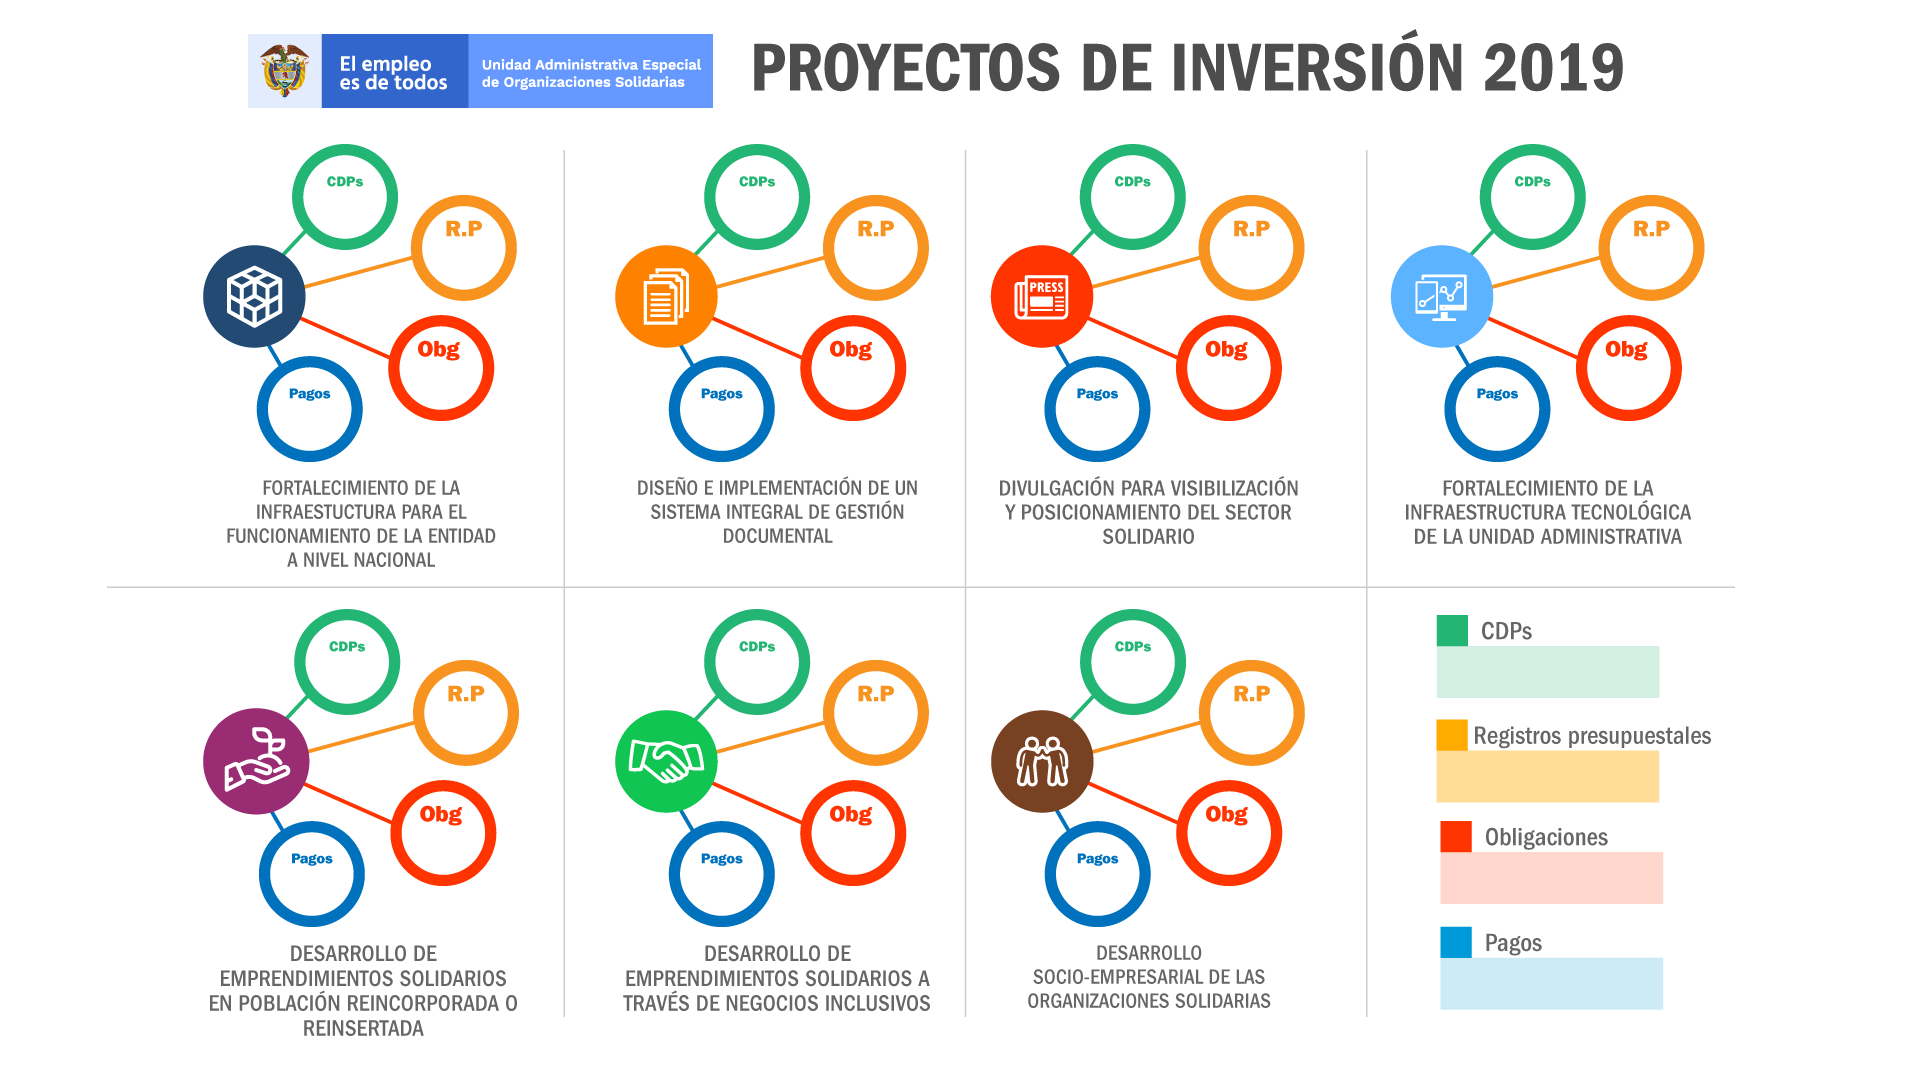 El empleo
es de todos
Unidad Administrativa Especial
de Organizaciones Solidarias
PROYECTOS DE INVERSIÓN 2019
CDPs
R.P
Obg
Pagos
FORTALECIMIENTO DE LA
INFRAESTUCTURA PARA EL
FUNCIONAMIENTO DE LA ENTIDAD
A NIVEL NACIONAL
CDPs
R.P
Obg
Pagos
DISEÑO E IMPLEMENTACIÓN DE UN
SISTEMA INTEGRAL DE GESTIÓN
DOCUMENTAL
CDPs
R.P
PRESS
Obg
Pagos
DIVULGACIÓN PARA VISIBILIZACIÓN
Y POSICIONAMIENTO DEL SECTOR
SOLIDARIO
CDPs
R.P
Obg
Pagos
FORTALECIMIENTO DE LA
INFRAESTRUCTURA TECNOLÓGICA
DE LA UNIDAD ADMINISTRATIVA
CDPs
R.P
Obg
Pagos
DESARROLLO DE
EMPRENDIMIENTOS SOLIDARIOS
EN POBLACIÓN REINCORPORADA O
REINSERTADA
CDPs
R.P
Obg
Pagos
DESARROLLO DE
EMPRENDIMIENTOS SOLIDARIOS A
TRAVÉS DE NEGOCIOS INCLUSIVOS
CDPs
R.P
Obg
Pagos
DESARROLLO
SOCIO-EMPRESARIAL DE LAS
ORGANIZACIONES SOLIDARIAS
CDPs
Registros presupuestales
Obligaciones
Pagos